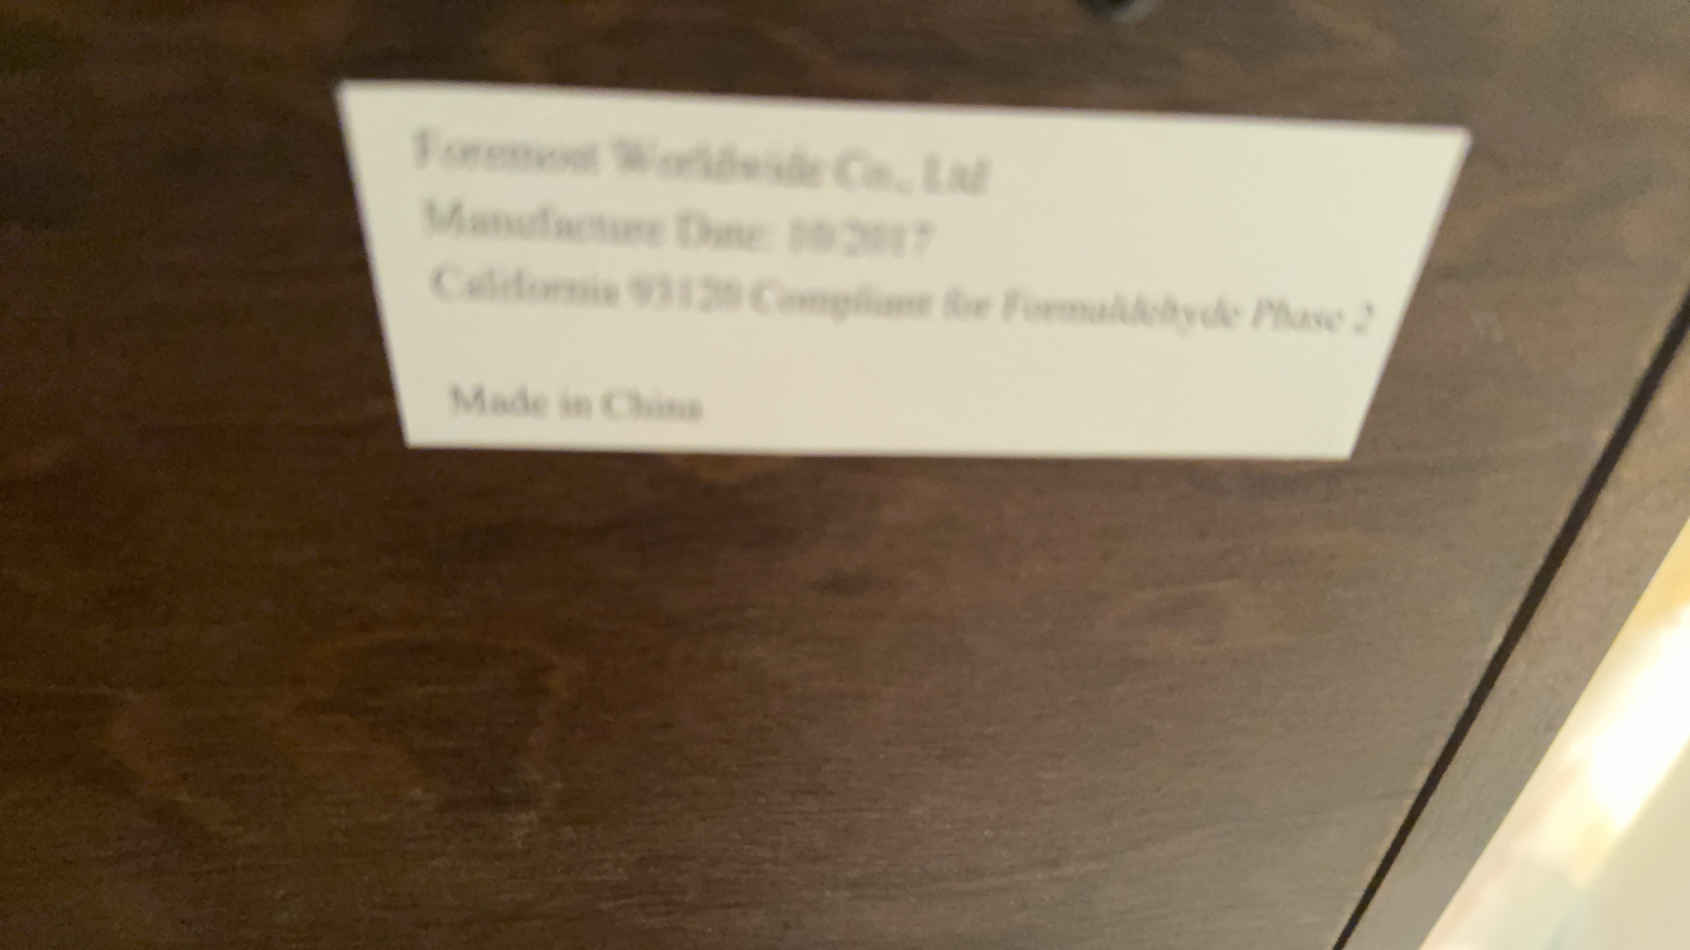 Foremost Worldwide Co., Ltd
Manufacture Date: 10/2017
California 93120 Compliant for Formaldehyde Phase 2
Made in China